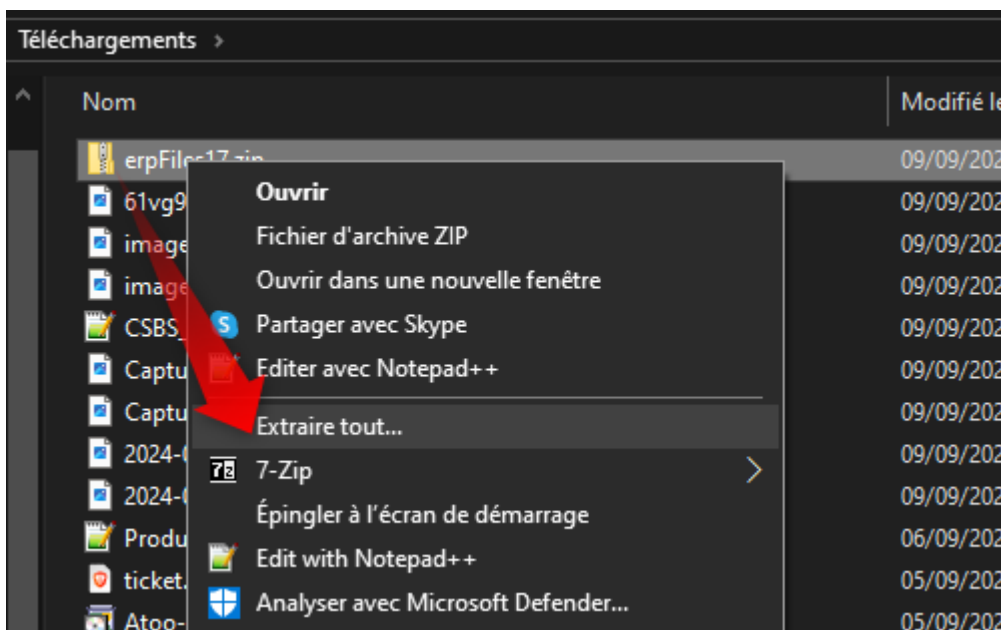 Téléchargements >
Nom
Modifié le
erpFiles17.zip
09/09/202
61vg9
09/09/202
Ouvrir
image
09/09/202
Fichier d'archive ZIP
image
09/09/202
Ouvrir dans une nouvelle fenêtre
CSBS_
09/09/202
Partager avec Skype
Captu
09/09/202
Editer avec Notepad++
Captu
09/09/202
Extraire tout...
2024-0
09/09/202
7-Zip
2024-0
09/09/202
Épingler à l'écran de démarrage
Produ
06/09/202
Edit with Notepad++
ticket.
05/09/202
Analyser avec Microsoft Defender...
Atoo-
05/09/202